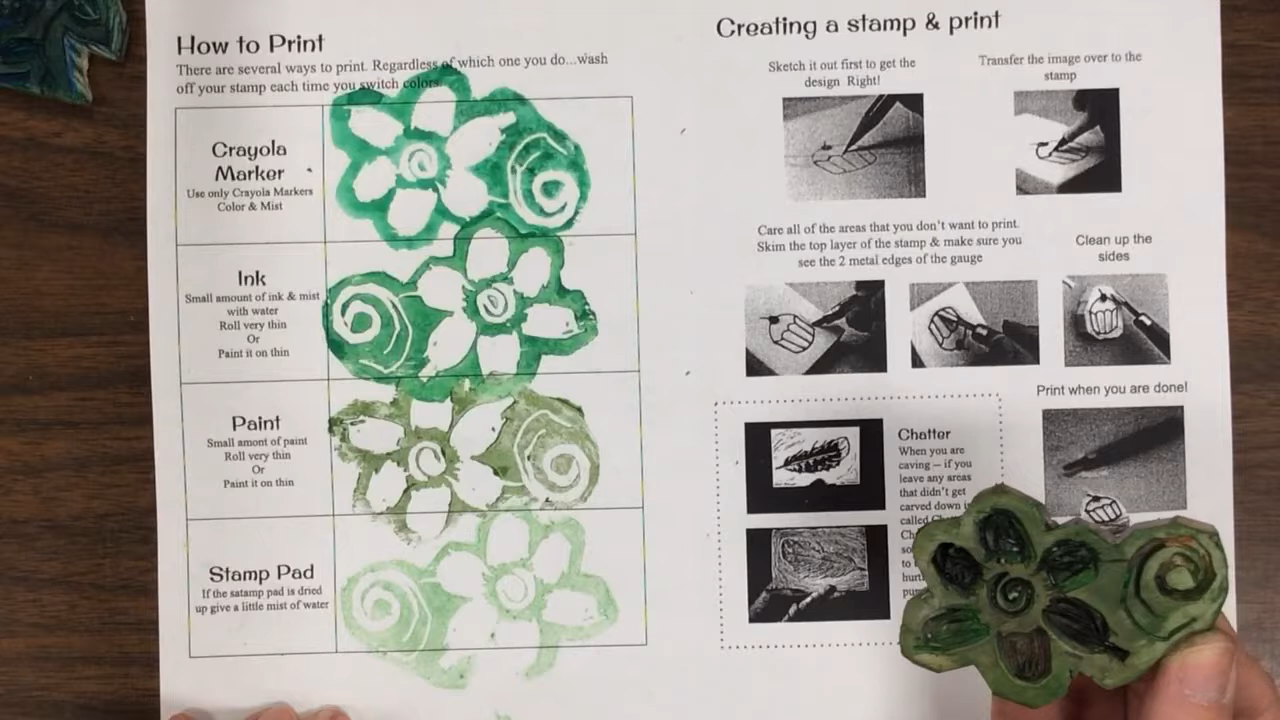 How to Print
There are several ways to print. Regardless of which one you do...wash
off your stamp each time you switch colors.
Crayola
Marker
Use only Crayola Markers
Color & Mist
Ink
Small amount of ink & mist
with water
Roll very thin
Or
Paint it on thin
Paint
Small amont of paint
Roll very thin
Or
Paint it on thin
Stamp Pad
If the satamp pad is dried
up give a little mist of water
Creating a stamp & print
Sketch it out first to get the
design Right!
Transfer the image over to the
stamp
Care all of the areas that you don't want to print.
Skim the top layer of the stamp & make sure you
see the 2 metal edges of the gauge
Clean up the
sides
Print when you are done!
Chatter
When you are
caving – if you
leave any areas
that didn't get
carved down
called
to